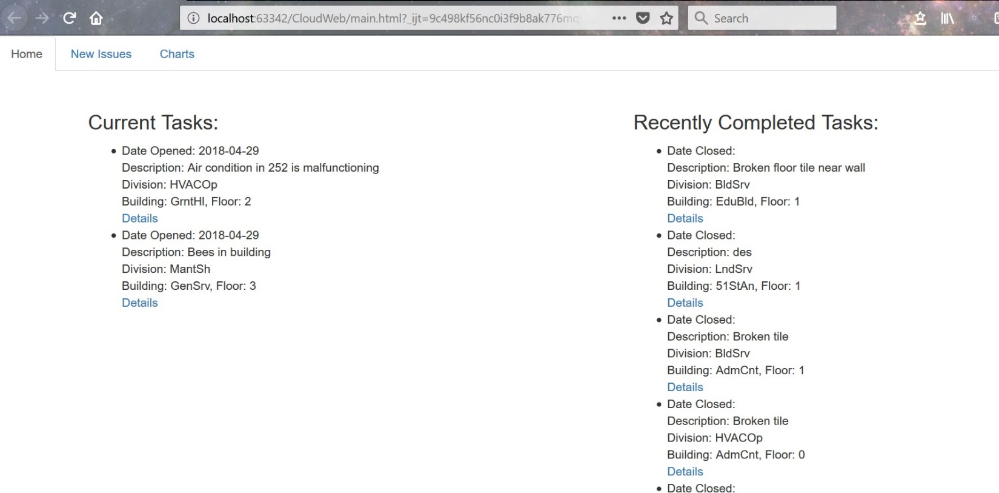 localhost:63342/CloudWeb/main.html?_ijt=9c498kf56nc0i3f9b8ak776mq
Search
Home New Issues Charts
Current Tasks:
Date Opened: 2018-04-29
Description: Air condition in 252 is malfunctioning
Division: HVACOp
Building: GrntHl, Floor: 2
Details
Date Opened: 2018-04-29
Description: Bees in building
Division: MantSh
Building: GenSrv, Floor: 3
Details
Recently Completed Tasks:
Date Closed:
Description: Broken floor tile near wall
Division: BldSrv
Building: EduBld, Floor: 1
Details
Date Closed:
Description: des
Division: LndSrv
Building: 51StAn, Floor: 1
Details
Date Closed:
Description: Broken tile
Division: BldSrv
Building: AdmCnt, Floor: 1
Details
Date Closed:
Description: Broken tile
Division: HVACOp
Building: AdmCnt, Floor: 0
Details
Date Closed: